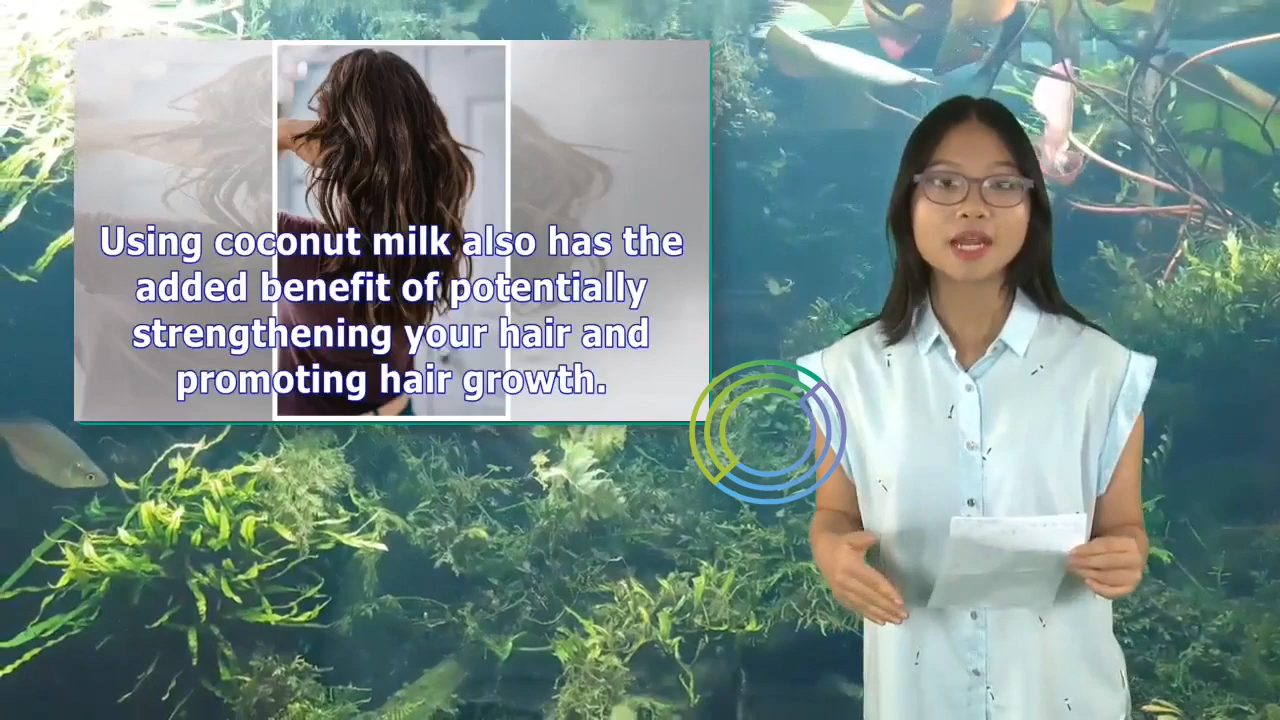 Using coconut milk also has the
added benefit of potentially
strengthening your hair and
promoting hair growth.